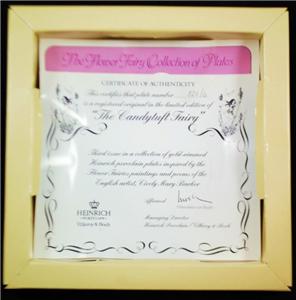 The Flower Fairy Collection of Plates
CERTIFICATE OF AUTHENTICITY
This certifies that plate number
is a registered original in the limited edition of
"The Candytuft Fairy"
Third issue in a collection of gold-rimmed
Heinrich porcelain plates inspired by the
Flower Fairies paintings and poems of the
English artist, Cicely Mary Barker
HEINRICH
Villeroy & Boch
Affirmed
Managing Director
Heinrich Porcelain / Villeroy & Boch